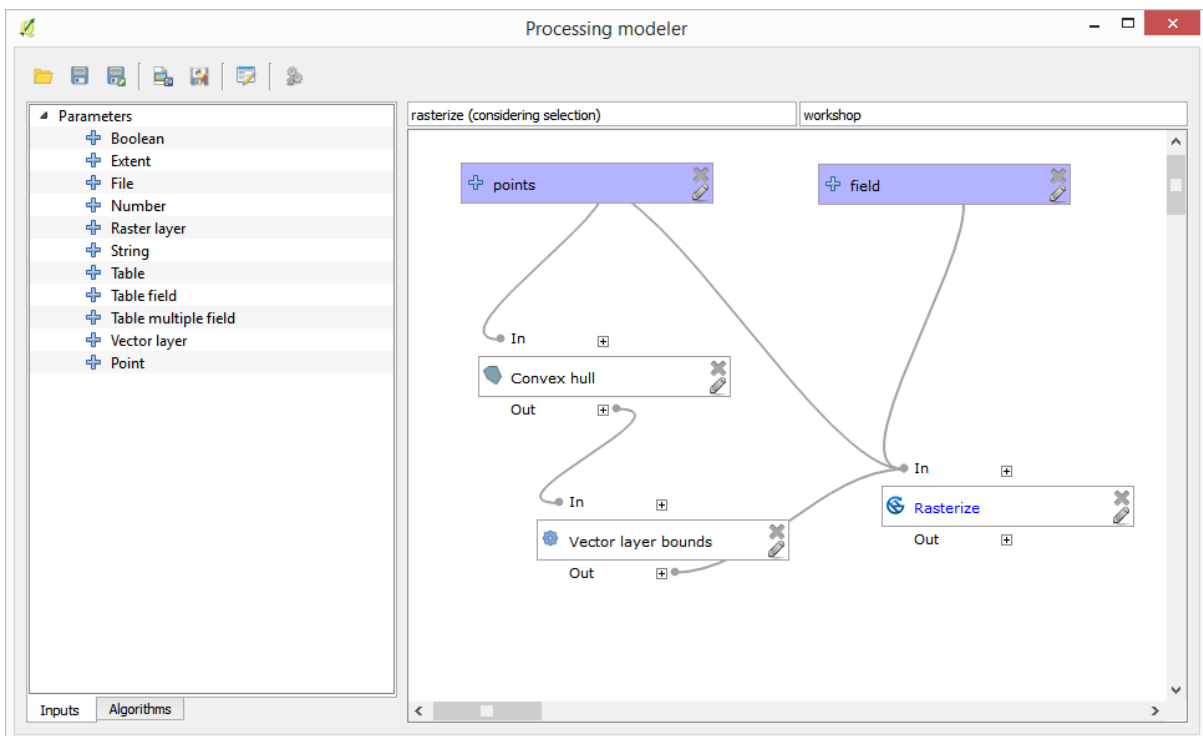 Processing modeler
Parameters
Boolean
Extent
File
Number
Raster layer
String
Table
Table field
Table multiple field
Vector layer
Point
Inputs
Algorithms
rasterize (considering selection)
workshop
points
field
In
Convex hull
Out
In
Rasterize
Out
In
Vector layer bounds
Out